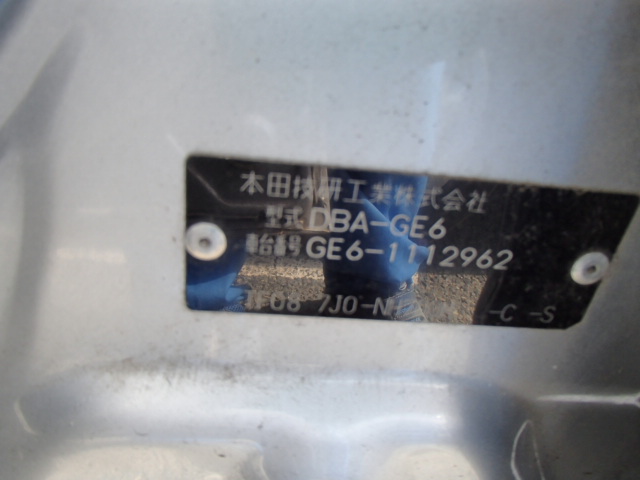 本田技研工業株式会社
型式 DBA-GE6
車台番号 GE6-1112962
7J0 -C -S